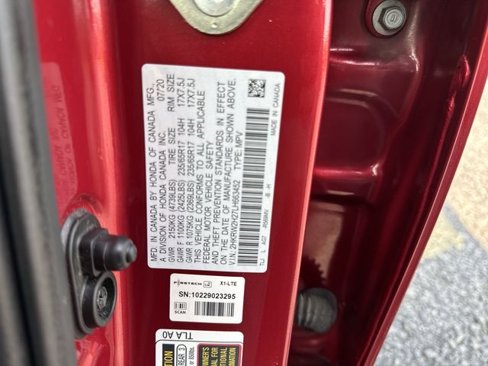 MFD. IN CANADA BY HONDA OF CANADA MFG., 07/20
A DIVISION OF HONDA CANADA INC.
TIRE SIZE RIM SIZE
GVWR 2150KG (4739LBS)
GAWR F 1100KG (2425LBS) 235/65R17 104H 17X7.5J
GAWR R 1075KG (2369LBS) 235/65R17 104H 17X7.5J
THIS VEHICLE CONFORMS TO ALL APPLICABLE
FEDERAL MOTOR VEHICLE SAFETY
AND THEFT PREVENTION STANDARDS IN EFFECT
ON THE DATE OF MANUFACTURE SHOWN ABOVE.
V.I.N.: TYPE: MPV
MADE IN CANADA
FIRSTECH X1-LTE
SN:10229023295
SCAN
TLA A0